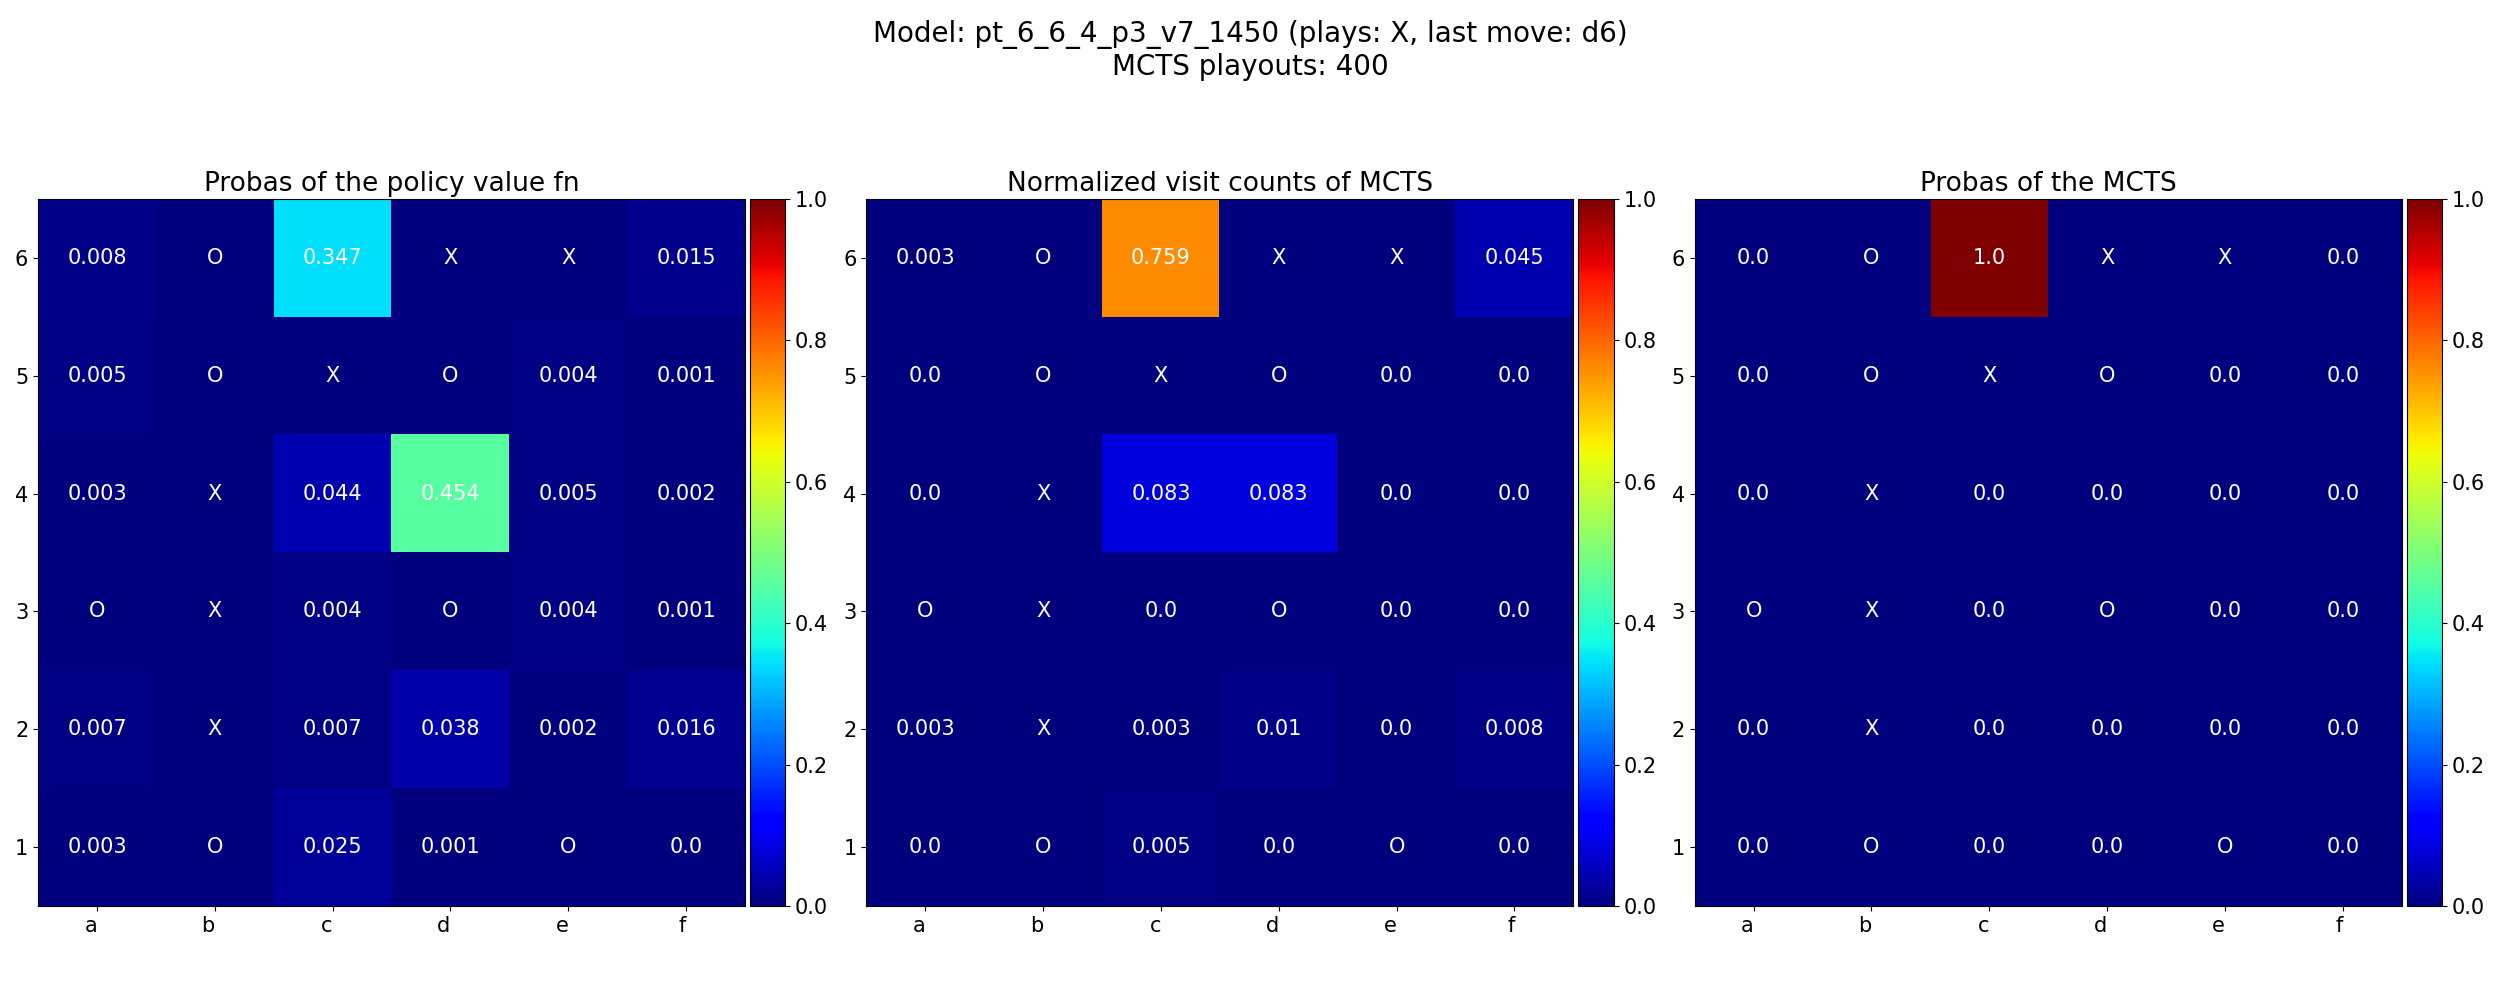 Model: pt_6_6_4_p3_v7_1450 (plays: X, last move: d6)
MCTS playouts: 400
Probas of the policy value fn
6 0.008 O 0.347 X X 0.015
5 0.005 O X O 0.004 0.001
4 0.003 X 0.044 0.454 0.005 0.002
3 O X 0.004 O 0.004 0.001
2 0.007 X 0.007 0.038 0.002 0.016
1 0.003 O 0.025 0.001 O 0.0
a b c d e f
1.0
0.8
0.6
0.4
0.2
0.0
Normalized visit counts of MCTS
6 0.003 O 0.759 X X 0.045
5 0.0 O X O 0.0 0.0
4 0.0 X 0.083 0.083 0.0 0.0
3 O X 0.0 O 0.0 0.0
2 0.003 X 0.003 0.01 0.0 0.008
1 0.0 O 0.005 0.0 O 0.0
a b c d e f
1.0
0.8
0.6
0.4
0.2
0.0
Probas of the MCTS
6 0.0 O 1.0 X X 0.0
5 0.0 O X O 0.0 0.0
4 0.0 X 0.0 0.0 0.0 0.0
3 O X 0.0 O 0.0 0.0
2 0.0 X 0.0 0.0 0.0 0.0
1 0.0 O 0.0 0.0 O 0.0
a b c d e f
1.0
0.8
0.6
0.4
0.2
0.0